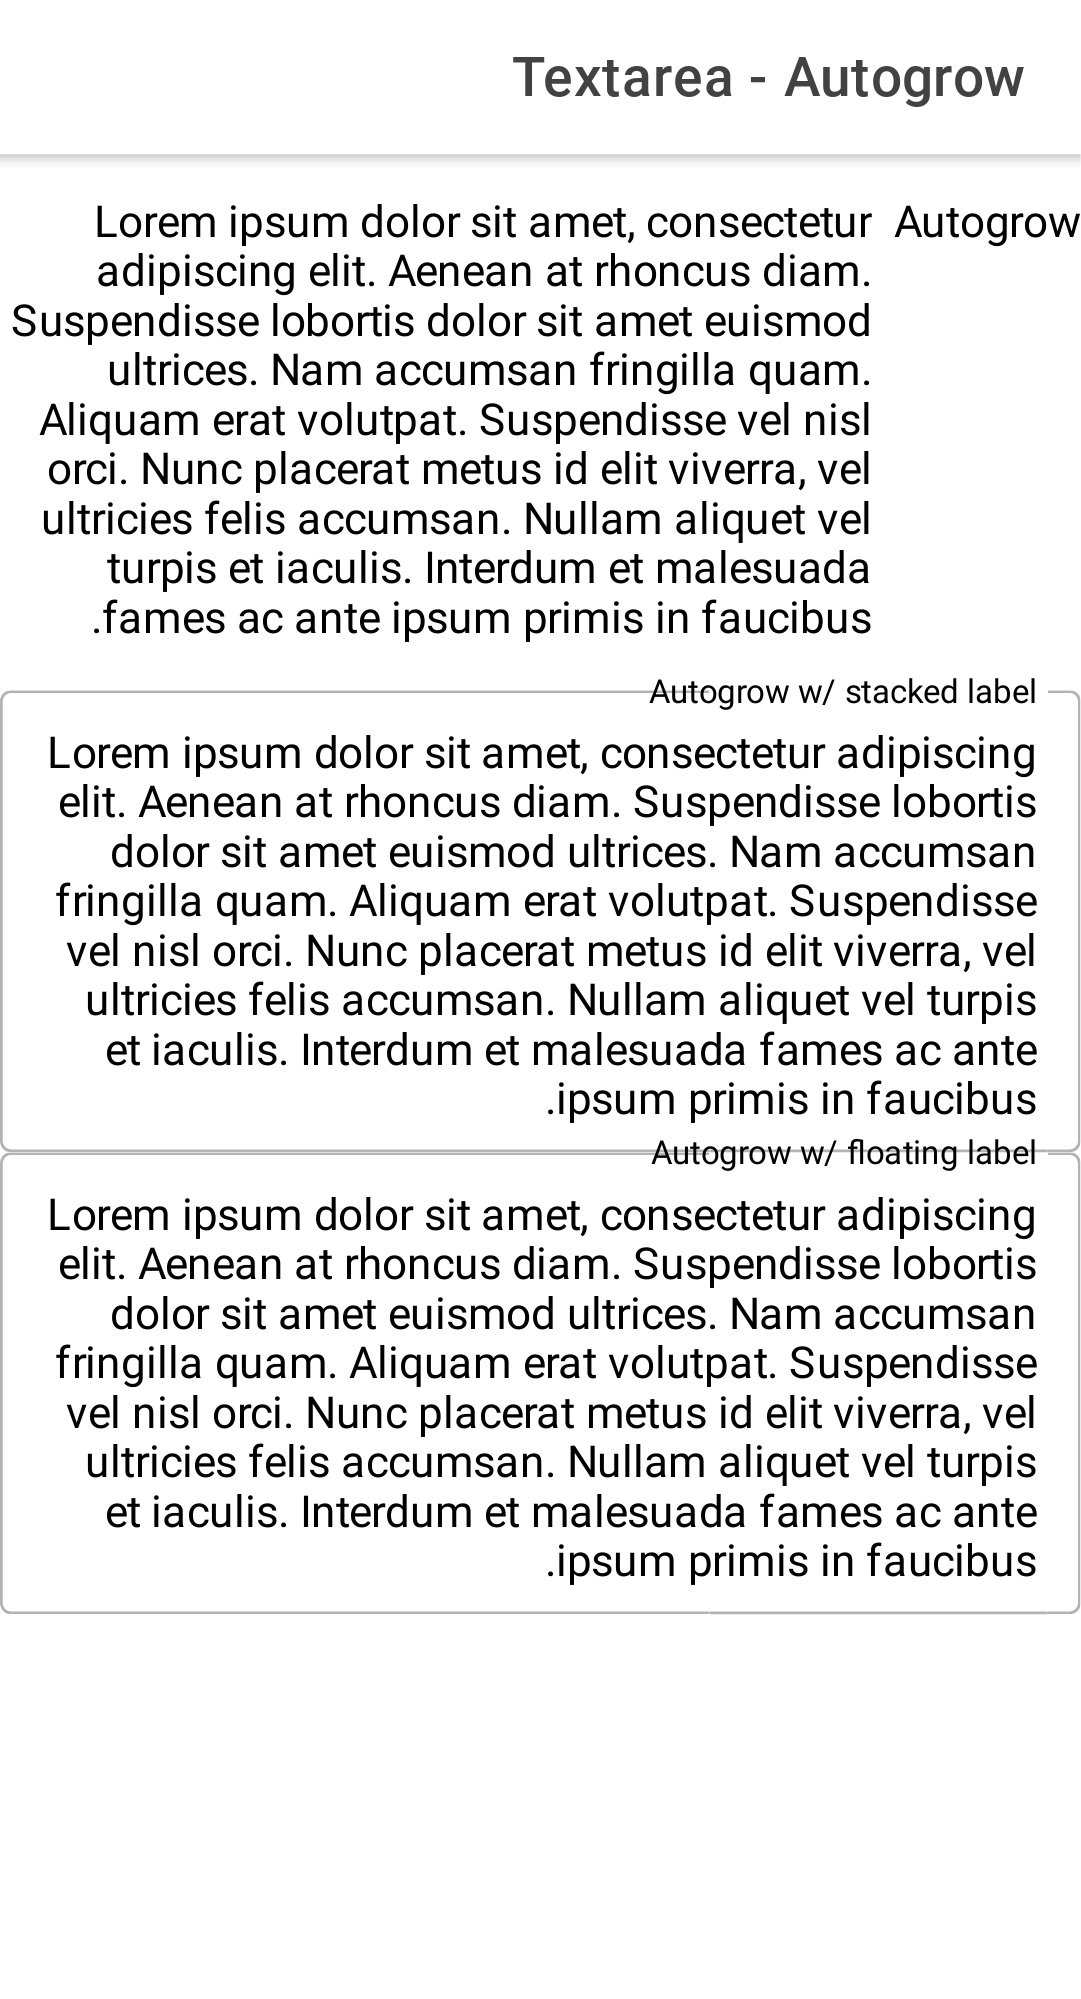 Textarea - Autogrow
Autogrow
Lorem ipsum dolor sit amet, consectetur
adipiscing elit. Aenean at rhoncus diam.
Suspendisse lobortis dolor sit amet euismod
ultrices. Nam accumsan fringilla quam.
Aliquam erat volutpat. Suspendisse vel nisl
orci. Nunc placerat metus id elit viverra, vel
ultricies felis accumsan. Nullam aliquet vel
turpis et iaculis. Interdum et malesuada
.fames ac ante ipsum primis in faucibus
Autogrow w/ stacked label
Lorem ipsum dolor sit amet, consectetur adipiscing
elit. Aenean at rhoncus diam. Suspendisse lobortis
dolor sit amet euismod ultrices. Nam accumsan
fringilla quam. Aliquam erat volutpat. Suspendisse
vel nisl orci. Nunc placerat metus id elit viverra, vel
ultricies felis accumsan. Nullam aliquet vel turpis
et iaculis. Interdum et malesuada fames ac ante
.ipsum primis in faucibus
Autogrow w/ floating label
Lorem ipsum dolor sit amet, consectetur adipiscing
elit. Aenean at rhoncus diam. Suspendisse lobortis
dolor sit amet euismod ultrices. Nam accumsan
fringilla quam. Aliquam erat volutpat. Suspendisse
vel nisl orci. Nunc placerat metus id elit viverra, vel
ultricies felis accumsan. Nullam aliquet vel turpis
et iaculis. Interdum et malesuada fames ac ante
.ipsum primis in faucibus